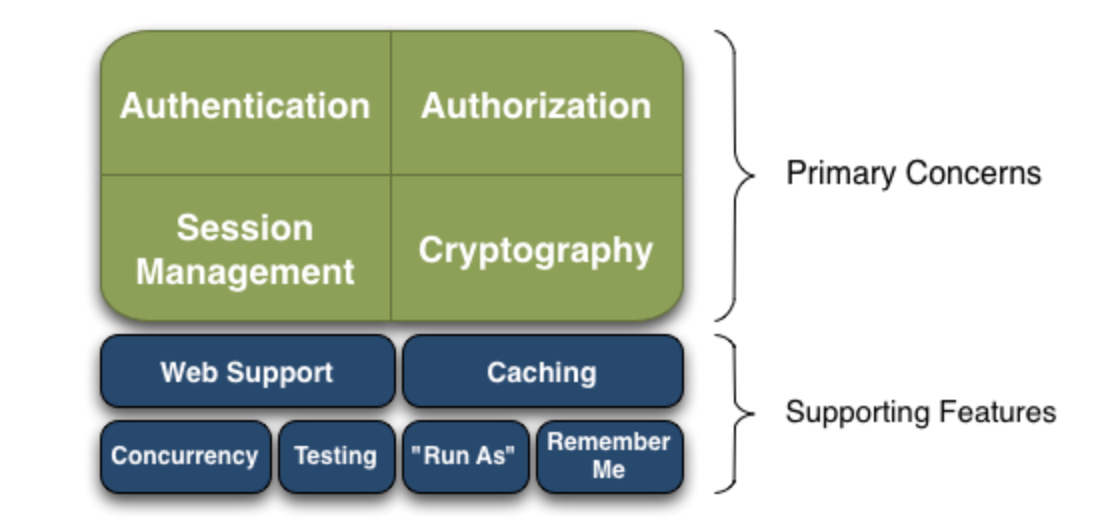 Authentication
Authorization
Primary Concerns
Session
Management
Cryptography
Web Support
Caching
Supporting Features
Concurrency
Testing
"Run As"
Remember
Me